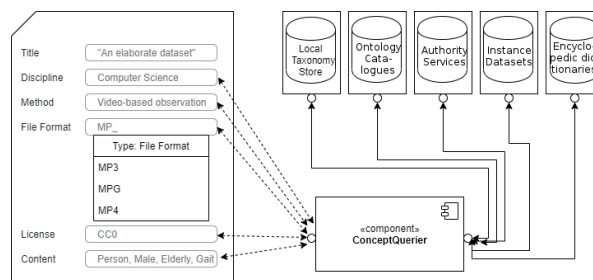 Title
"An elaborate dataset"
Discipline
Computer Science
Method
Video-based observation
File Format
MP_
Type: File Format
MP3
MPG
MP4
License
CC0
Content
Person, Male, Elderly, Gait
Local
Taxonomy
Store
Ontology
Cata-
logues
Authority
Services
Instance
Datasets
Encyclo-
pedic dic
tionaries
«component»
ConceptQuerier